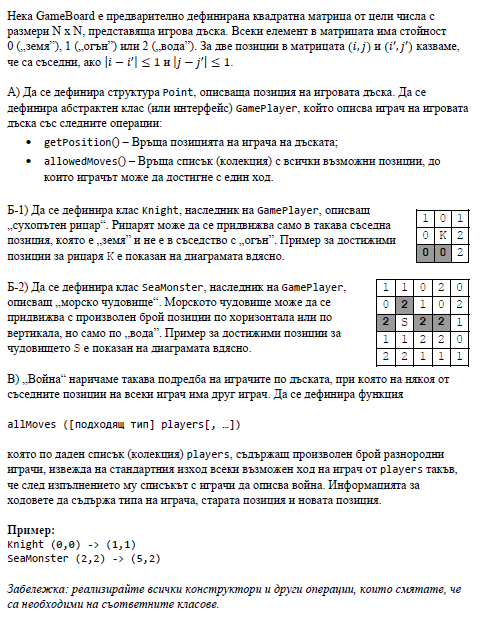 Нека GameBoard е предварително дефинирана квадратна матрица от цели числа с
размери N x N, представяща игрова дъска. Всеки елемент в матрицата има стойност
0 („земя”), 1 („огън”) или 2 („вода”). За две позиции в матрицата (i, j) и (i′, j′) казваме,
че са съседни, ако |i − i′| ≤ 1 и |j − j′| ≤ 1.
А) Да се дефинира структура Point, описваща позиция на игровата дъска. Да се
дефинира абстрактен клас (или интерфейс) GamePlayer, който описва играч на игровата
дъска със следните операции:
• getPosition() – Връща позицията на играча на дъската;
• allowedMoves() – Връща списък (колекция) с всички възможни позиции, до
които играчът може да достигне с един ход.
Б-1) Да се дефинира клас Knight, наследник на GamePlayer, описващ
„сухопътен рицар“. Рицарят може да се придвижва само в такава съседна
позиция, която е „земя” и не е в съседство с „огън”. Пример за достижими
позиции за рицаря K е показан на диаграмата вдясно.
1 0 1
0 K 2
0 0 2
Б-2) Да се дефинира клас SeaMonster, наследник на GamePlayer,
описващ „морско чудовище“. Морското чудовище може да се
придвижва с произволен брой позиции по хоризонтала или по
вертикала, но само по „вода”. Пример за достижими позиции за
чудовището S е показан на диаграмата вдясно.
1 1 0 2 0
0 2 1 0 2
2 S 2 2 1
1 1 2 2 0
2 2 1 1 1
В) „Война“ наричаме такава подредба на играчите по дъската, при която на някоя от
съседните позиции на всеки играч има друг играч. Да се дефинира функция
allMoves ([подходящ тип] players[, …])
която по даден списък (колекция) players, съдържащ произволен брой разнородни
играчи, извежда на стандартния изход всеки възможен ход на играч от players такъв,
че след изпълнението му списъкът с играчи да описва война. Информацията за
ходовете да съдържа типа на играча, старата позиция и новата позиция.
Пример:
Knight (0,0) -> (1,1)
SeaMonster (2,2) -> (5,2)
Забележка: реализирайте всички конструктори и други операции, които смятате, че
са необходими на съответните класове.